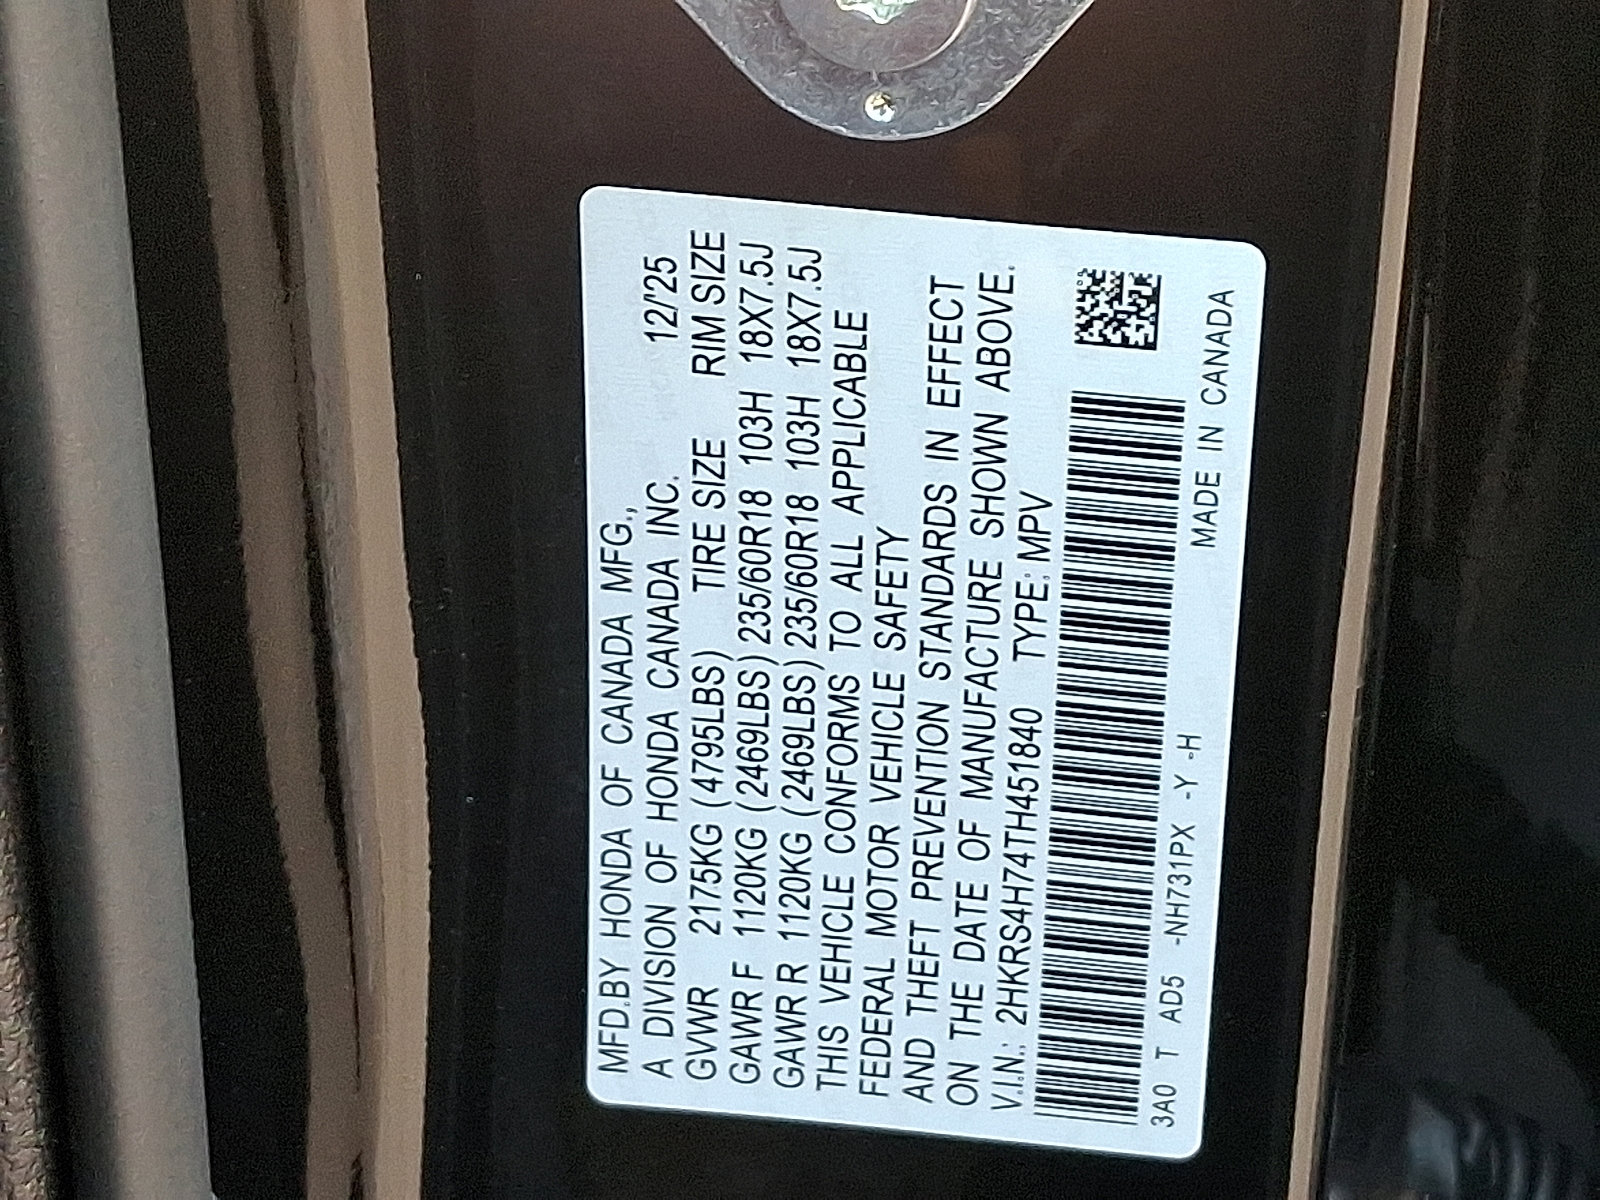 MFD.BY HONDA OF CANADA MFG.,
A DIVISION OF HONDA CANADA INC. 12/'25
GVWR 2175KG (4795LBS) TIRE SIZE RIM SIZE
GAWR F 1120KG (2469LBS) 235/60R18 103H 18X7.5J
GAWR R 1120KG (2469LBS) 235/60R18 103H 18X7.5J
THIS VEHICLE CONFORMS TO ALL APPLICABLE
FEDERAL MOTOR VEHICLE SAFETY
AND THEFT PREVENTION STANDARDS IN EFFECT
ON THE DATE OF MANUFACTURE SHOWN ABOVE.
V.I.N.: 2HKRS4H74TH451840 TYPE: MPV
3A0 T AD5 -NH731PX -Y -H MADE IN CANADA